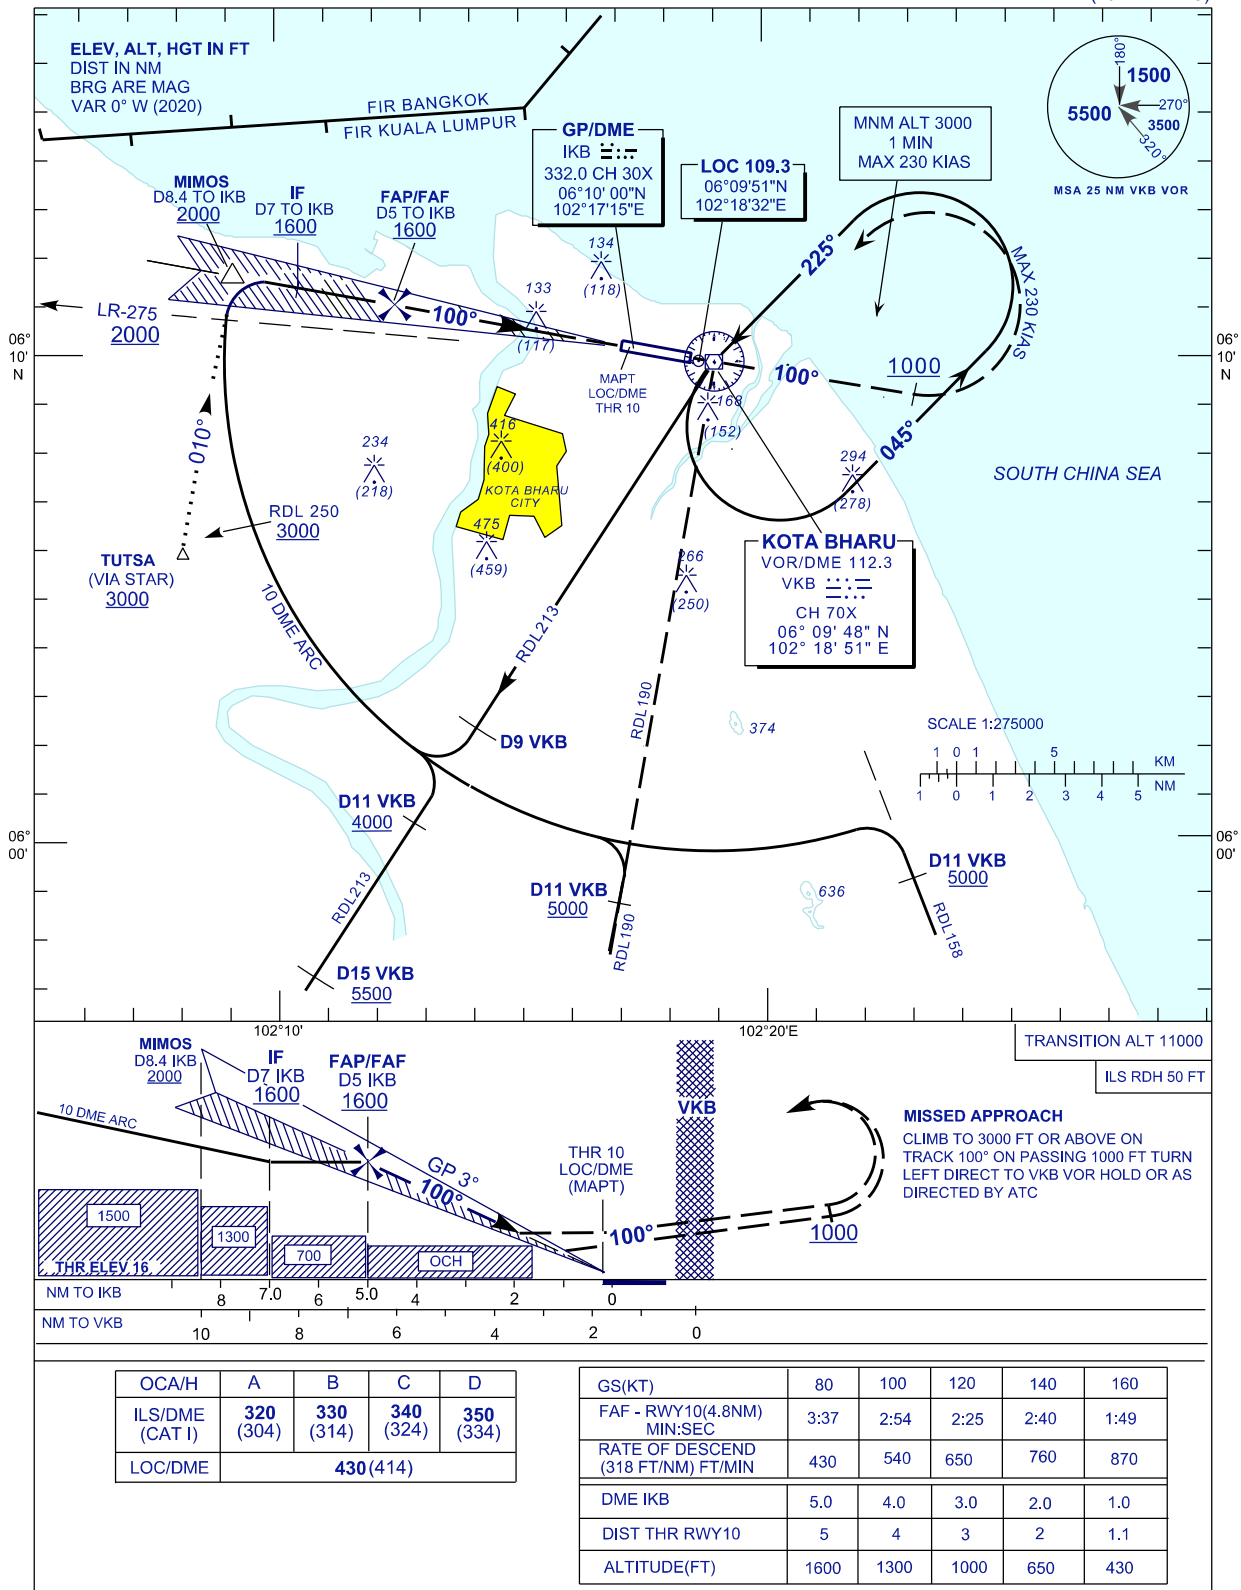 ELEV, ALT, HGT IN FT
DIST IN NM
BRG ARE MAG
VAR 0° W (2020)
FIR BANGKOK
FIR KUALA LUMPUR
180°
1500
270°
5500
3500
320°
MSA 25 NM VKB VOR
MNM ALT 3000
1 MIN
MAX 230 KIAS
GP/DME
IKB
332.0 CH 30X
06°10' 00"N
102°17'15"E
LOC 109.3
06°09'51"N
102°18'32"E
MIMOS
D8.4 TO IKB
2000
IF
D7 TO IKB
1600
FAP/FAF
D5 TO IKB
1600
134
(118)
133
(117)
225°
MAX 230 KIAS
LR-275
2000
100°
06°
10'
N
06°
10'
N
MAPT
LOC/DME
THR 10
100°
1000
168
(152)
045°
010°
234
(218)
416
(400)
KOTA BHARU
CITY
475
(459)
294
(278)
SOUTH CHINA SEA
RDL 250
3000
TUTSA
(VIA STAR)
3000
266
(250)
KOTA BHARU
VOR/DME 112.3
VKB
CH 70X
06° 09' 48" N
102° 18' 51" E
10 DME ARC
RDL213
RDL190
374
D9 VKB
SCALE 1:275000
1 0 1 5 KM
1 0 1 2 3 4 5 NM
D11 VKB
4000
06°
00'
06°
00'
D11 VKB
5000
D11 VKB
5000
636
RDL213
RDL190
RDL158
D15 VKB
5500
102°10'
102°20'E
TRANSITION ALT 11000
ILS RDH 50 FT
MIMOS
D8.4 IKB
2000
IF
D7 IKB
1600
FAP/FAF
D5 IKB
1600
10 DME ARC
VKB
MISSED APPROACH
CLIMB TO 3000 FT OR ABOVE ON
TRACK 100° ON PASSING 1000 FT TURN
LEFT DIRECT TO VKB VOR HOLD OR AS
DIRECTED BY ATC
GP 3°
100°
THR 10
LOC/DME
(MAPT)
100°
1000
1500
1300
700
OCH
THR ELEV 16
NM TO IKB 8 7.0 6 5.0 4 2 0
NM TO VKB 10 8 6 4 2 0
OCA/H A B C D
ILS/DME (CAT I) 320 (304) 330 (314) 340 (324) 350 (334)
LOC/DME 430(414)
GS(KT) 80 100 120 140 160
FAF - RWY10(4.8NM) MIN:SEC 3:37 2:54 2:25 2:40 1:49
RATE OF DESCEND (318 FT/NM) FT/MIN 430 540 650 760 870
DME IKB 5.0 4.0 3.0 2.0 1.0
DIST THR RWY10 5 4 3 2 1.1
ALTITUDE(FT) 1600 1300 1000 650 430